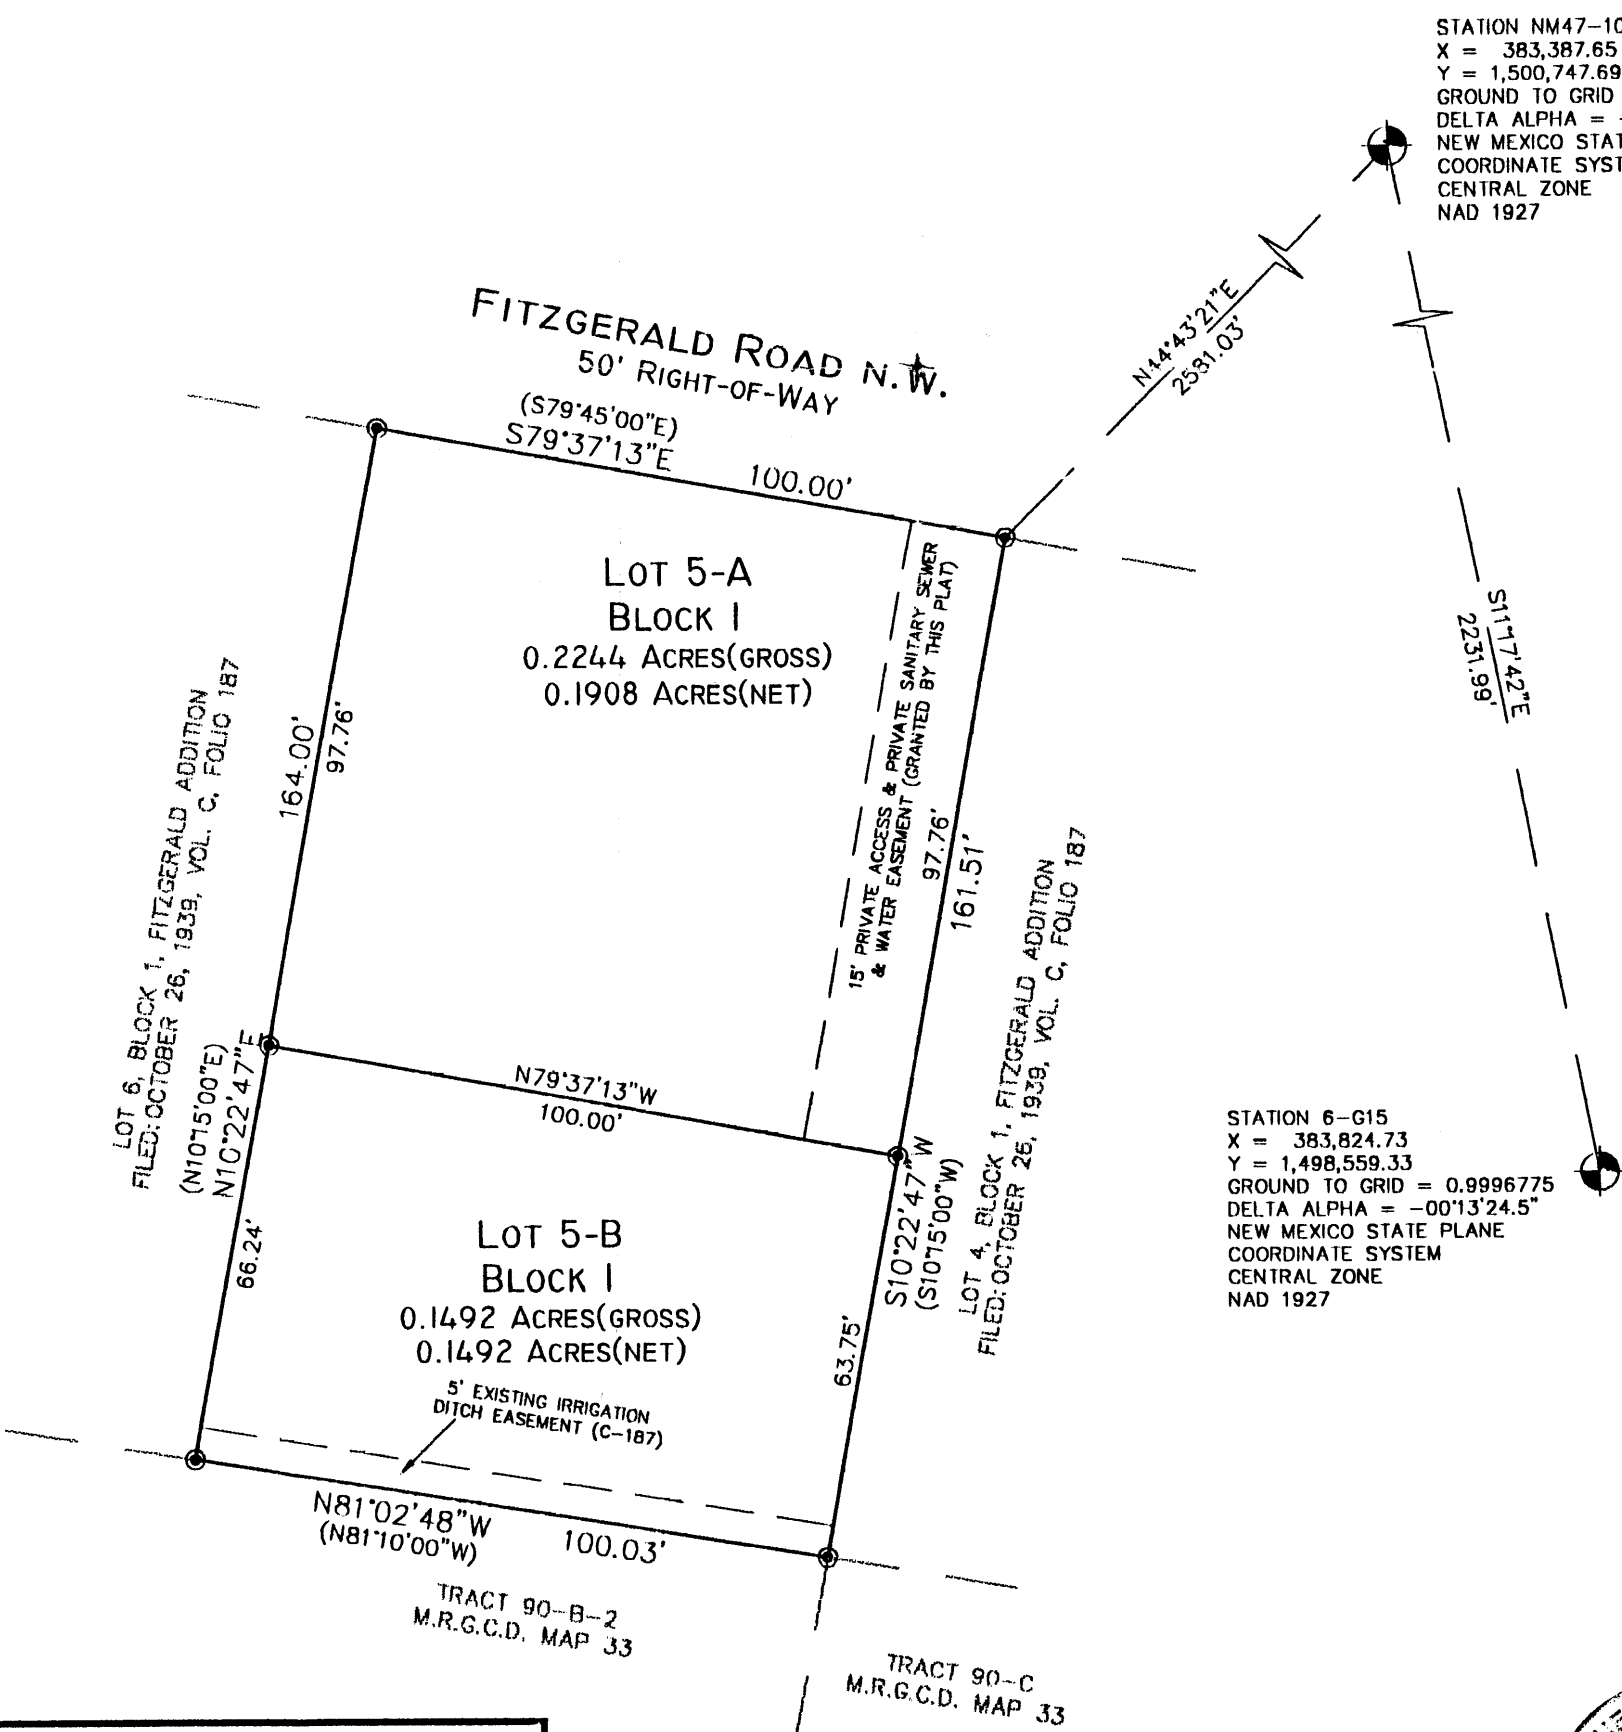 STATION NM47-10
X = 383,387.65
Y = 1,500,747.69
GROUND TO GRID
DELTA ALPHA = -
NEW MEXICO STAT
COORDINATE SYST
CENTRAL ZONE
NAD 1927
N44°43'21"E
2581.03'
FITZGERALD ROAD N.W.
50' RIGHT-OF-WAY
(S79°45'00"E)
S79°37'13"E 100.00'
LOT 5-A
BLOCK 1
0.2244 ACRES(GROSS)
0.1908 ACRES(NET)
15' PRIVATE ACCESS & PRIVATE SANITARY SEWER
& WATER EASEMENT (GRANTED BY THIS PLAT)
S11°17'42"E
2231.99'
164.00'
97.76'
97.76'
161.51'
LOT 6, BLOCK 1, FITZGERALD ADDITION
FILED: OCTOBER 26, 1939, VOL. C, FOLIO 187
(N10°15'00"E)
N10°22'47"E
LOT 4, BLOCK 1, FITZGERALD ADDITION
FILED: OCTOBER 26, 1939, VOL. C, FOLIO 187
N79°37'13"W
100.00'
S10°22'47"W
(S10°15'00"W)
STATION 6-G15
X = 383,824.73
Y = 1,498,559.33
GROUND TO GRID = 0.9996775
DELTA ALPHA = -00°13'24.5"
NEW MEXICO STATE PLANE
COORDINATE SYSTEM
CENTRAL ZONE
NAD 1927
66.24'
LOT 5-B
BLOCK 1
0.1492 ACRES(GROSS)
0.1492 ACRES(NET)
63.75'
5' EXISTING IRRIGATION
DITCH EASEMENT (C-187)
N81°02'48"W
(N81°10'00"W)
100.03'
TRACT 90-B-2
M.R.G.C.D. MAP 33
TRACT 90-C
M.R.G.C.D. MAP 33